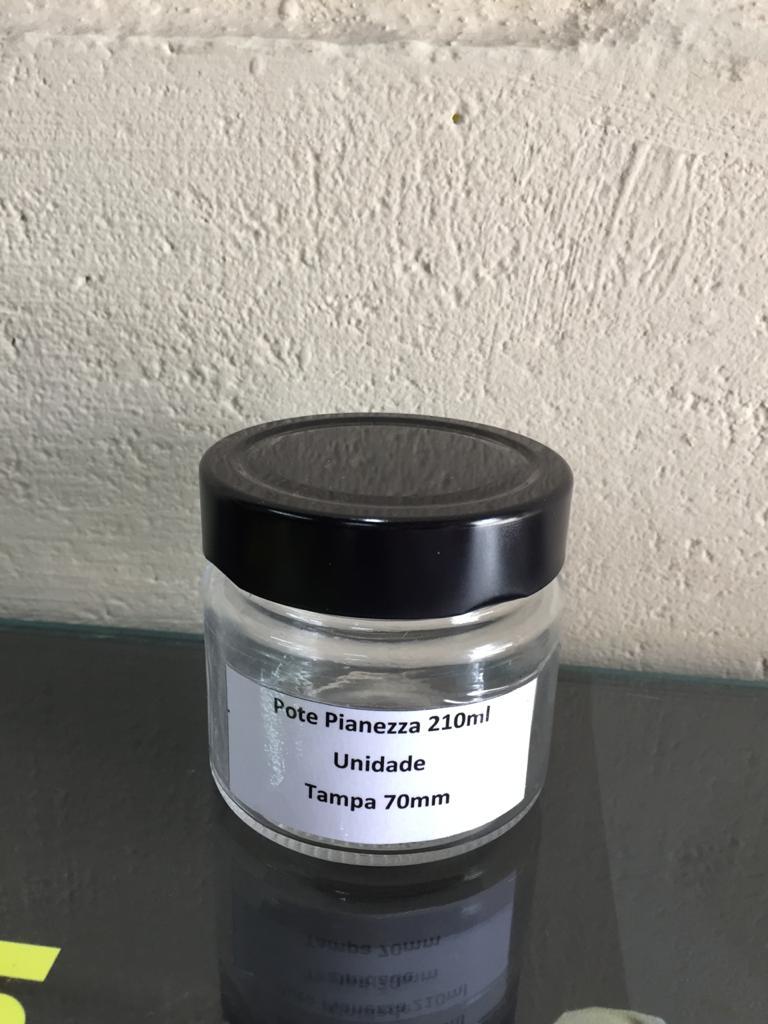 Pote Pianezza 210ml
Unidade
Tampa 70mm